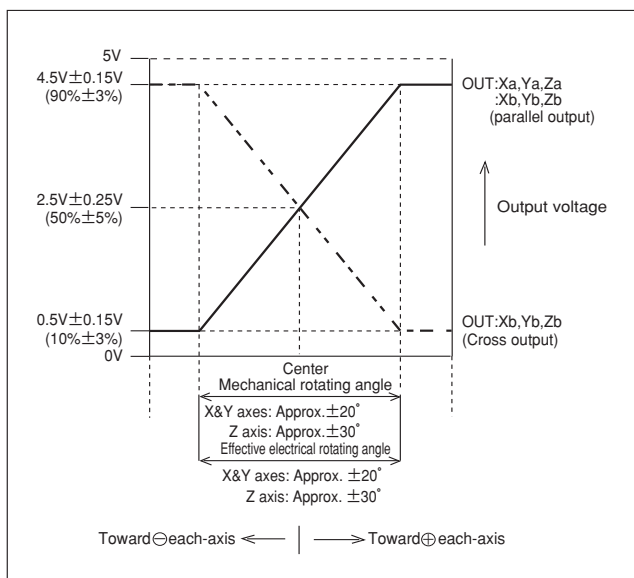 5V
4.5V±0.15V
(90%±3%)
2.5V±0.25V
(50%±5%)
0.5V±0.15V
(10%±3%)
0V
OUT:Xa,Ya,Za
:Xb,Yb,Zb
(parallel output)
Output voltage
OUT:Xb,Yb,Zb
(Cross output)
Center
Mechanical rotating angle
X&Y axes: Approx.±20°
Z axis: Approx.±30°
Effective electrical rotating angle
X&Y axes: Approx. ±20°
Z axis: Approx. ±30°
Toward⊖each-axis
Toward⊕each-axis